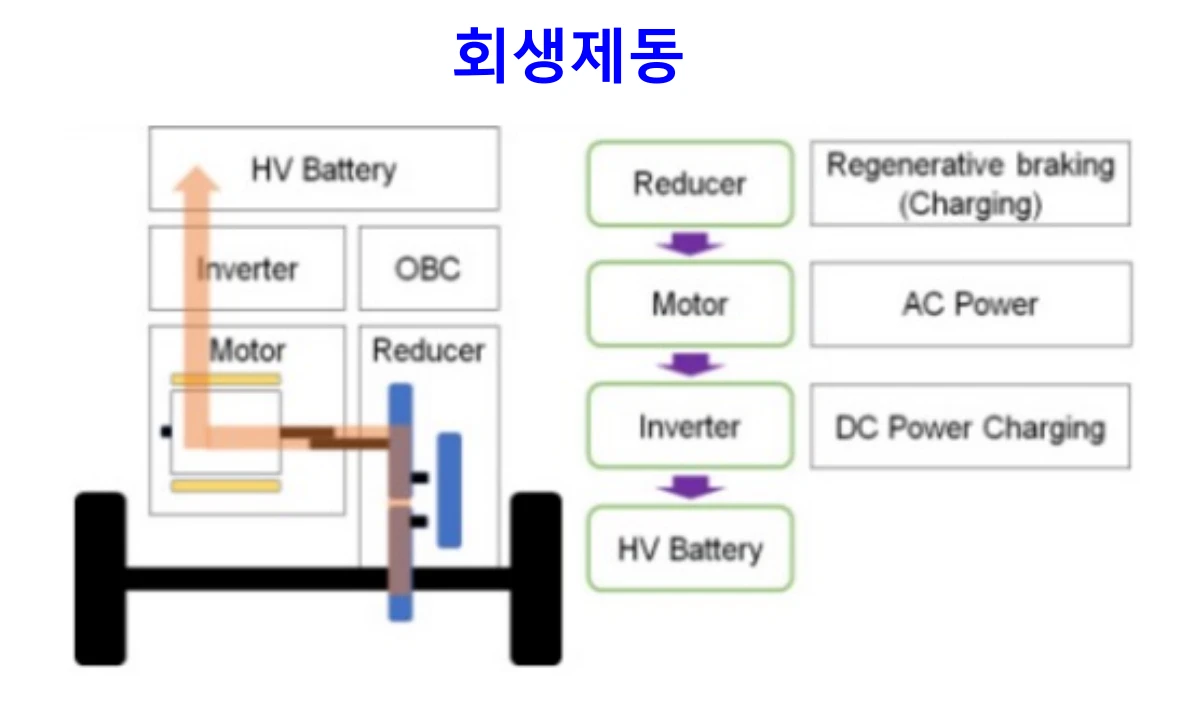 회생제동
HV Battery
Inverter
OBC
Motor
Reducer
Reducer
Regenerative braking
(Charging)
Motor
AC Power
Inverter
DC Power Charging
HV Battery